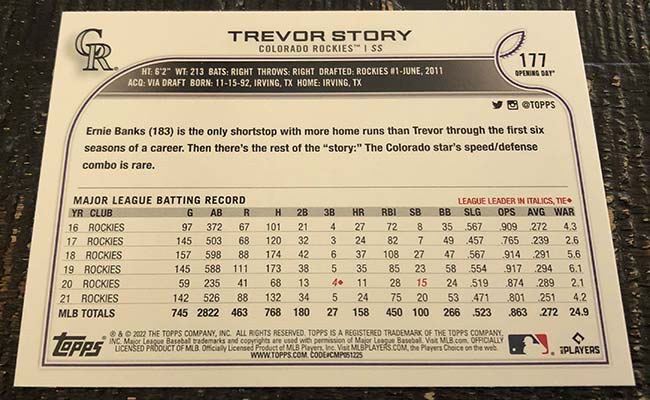 CR
TREVOR STORY
COLORADO ROCKIES™ | SS
177
OPENING DAY®
HT: 6'2" WT: 213 BATS: RIGHT THROWS: RIGHT DRAFTED: ROCKIES #1-JUNE, 2011
ACQ: VIA DRAFT BORN: 11-15-92, IRVING, TX HOME: IRVING, TX
@TOPPS
Ernie Banks (183) is the only shortstop with more home runs than Trevor through the first six
seasons of a career. Then there's the rest of the “story:” The Colorado star's speed/defense
combo is rare.
MAJOR LEAGUE BATTING RECORD LEAGUE LEADER IN ITALICS, TIE♦
YR CLUB G AB R H 2B 3B HR RBI SB BB SLG OPS AVG WAR
16 ROCKIES 97 372 67 101 21 4 27 72 8 35 .567 .909 .272 4.3
17 ROCKIES 145 503 68 120 32 3 24 82 7 49 .457 .765 .239 2.6
18 ROCKIES 157 598 88 174 42 6 37 108 27 47 .567 .914 .291 5.6
19 ROCKIES 145 588 111 173 38 5 35 85 23 58 .554 .917 .294 6.1
20 ROCKIES 59 235 41 68 13 4♦ 11 28 15 24 .519 .874 .289 2.1
21 ROCKIES 142 526 88 132 34 5 24 75 20 53 .471 .801 .251 4.2
MLB TOTALS 745 2822 463 768 180 27 158 450 100 266 .523 .863 .272 24.9
Topps
® & © 2022 THE TOPPS COMPANY, INC. ALL RIGHTS RESERVED. TOPPS IS A REGISTERED TRADEMARK OF THE TOPPS COMPANY,
INC. Major League Baseball trademarks and copyrights are used with permission of Major League Baseball. Visit MLB.com. OFFICIALLY
LICENSED PRODUCT OF MLB. Officially Licensed Product of MLB Players, Inc. Visit MLBPLAYERS.com, the Players Choice on the web.
WWW.TOPPS.COM. CODE#CMP051225
PLAYERS